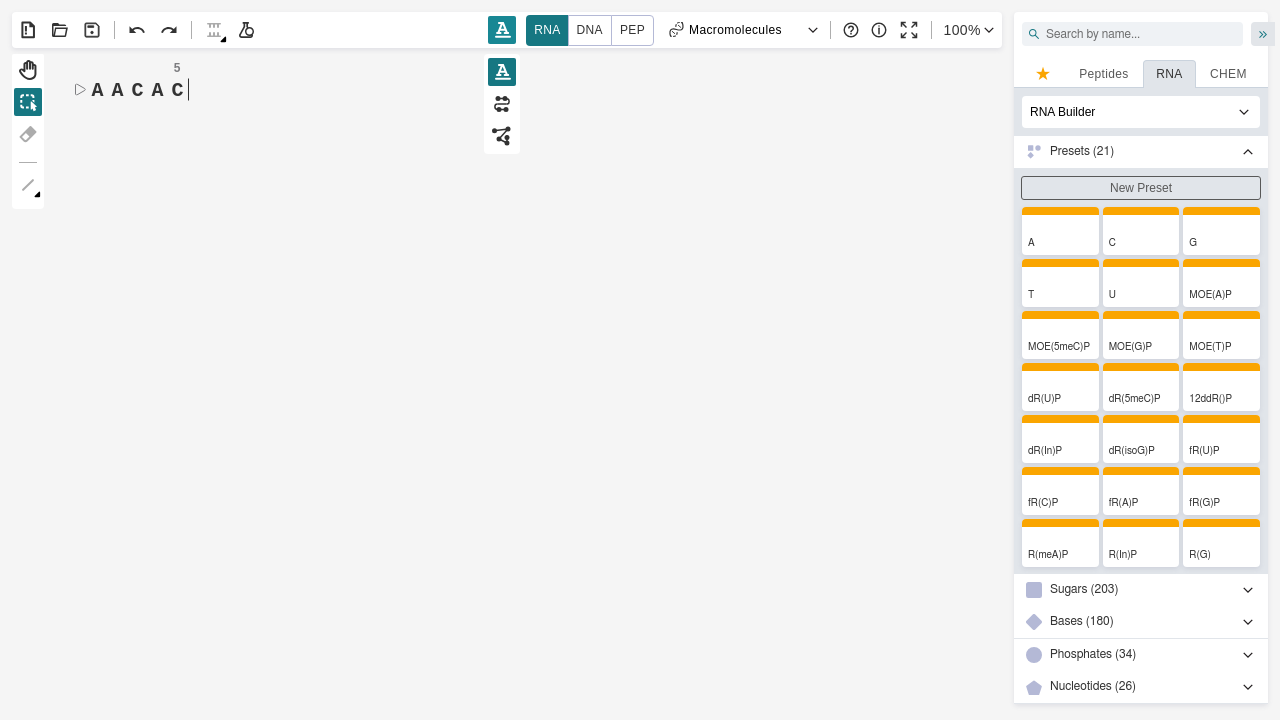 RNA DNA PEP Macromolecules 100%
Search by name...
Peptides RNA CHEM
5
A A C A C
RNA Builder
Presets (21)
New Preset
A C G
T U MOE(A)P
MOE(5meC)P MOE(G)P MOE(T)P
dR(U)P dR(5meC)P 12ddR()P
dR(In)P dR(isoG)P fR(U)P
fR(C)P fR(A)P fR(G)P
R(meA)P R(In)P R(G)
Sugars (203)
Bases (180)
Phosphates (34)
Nucleotides (26)